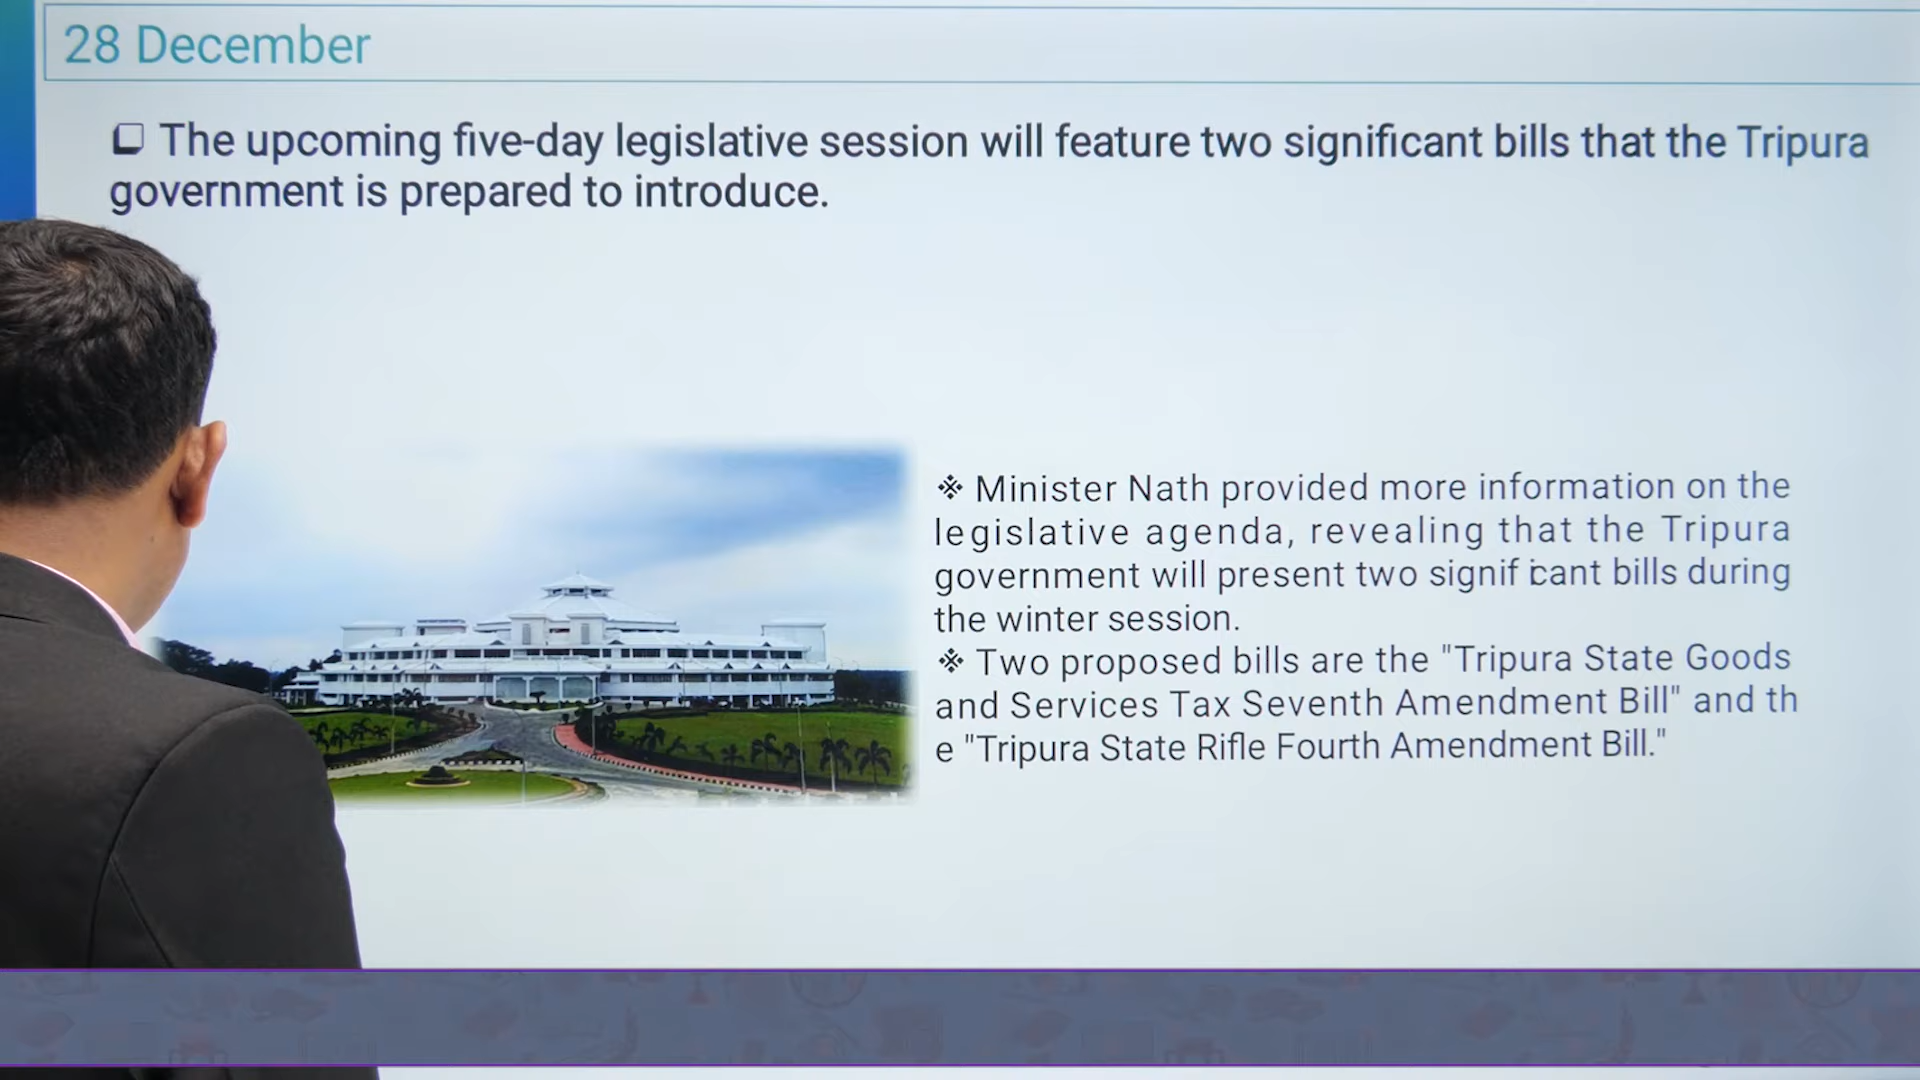 28 December
❏ The upcoming five-day legislative session will feature two significant bills that the Tripura
government is prepared to introduce.
❖ Minister Nath provided more information on the
legislative agenda, revealing that the Tripura
government will present two significant bills during
the winter session.
❖ Two proposed bills are the "Tripura State Goods
and Services Tax Seventh Amendment Bill" and th
e "Tripura State Rifle Fourth Amendment Bill."